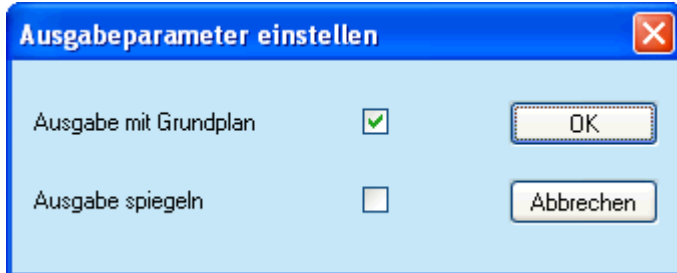 Ausgabeparameter einstellen
Ausgabe mit Grundplan
OK
Ausgabe spiegeln
Abbrechen